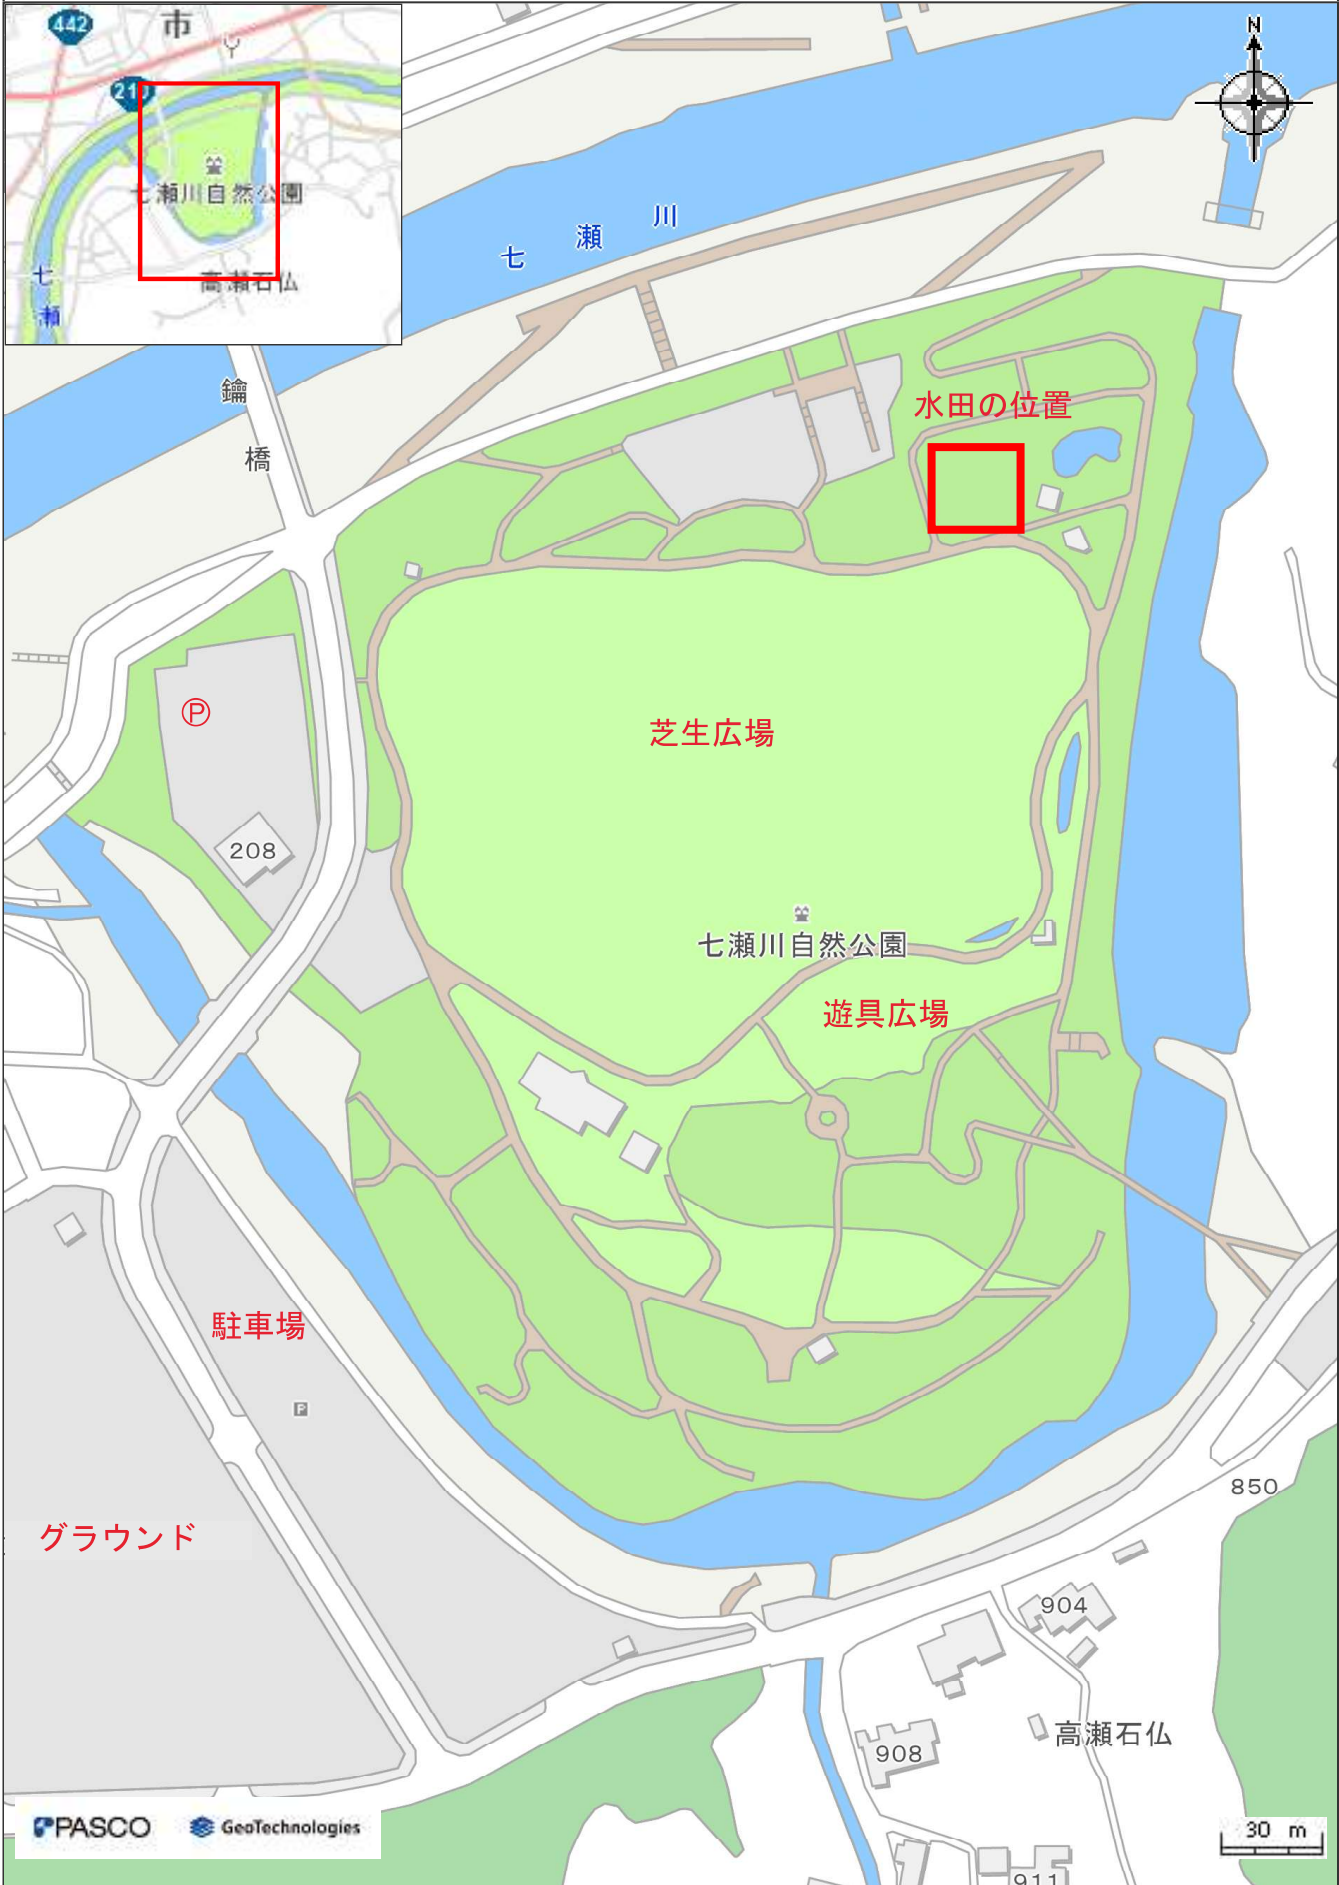 442
市
210
七瀬川自然公園
高瀬石仏
七
瀬
N
七 瀬 川
鑰
橋
水田の位置
Ⓟ
芝生広場
208
七瀬川自然公園
遊具広場
駐車場
P
グラウンド
850
904
高瀬石仏
908
911
PASCO
GeoTechnologies
30 m